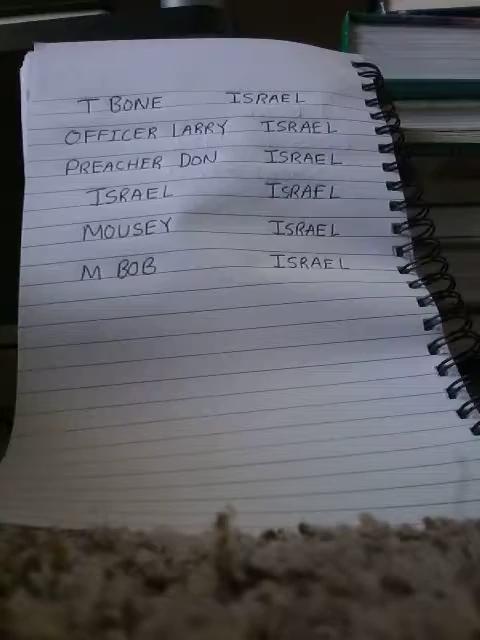 T BONE ISRAEL
OFFICER LARRY ISRAEL
PREACHER DON ISRAEL
ISRAEL ISRAEL
MOUSEY ISRAEL
M BOB ISRAEL